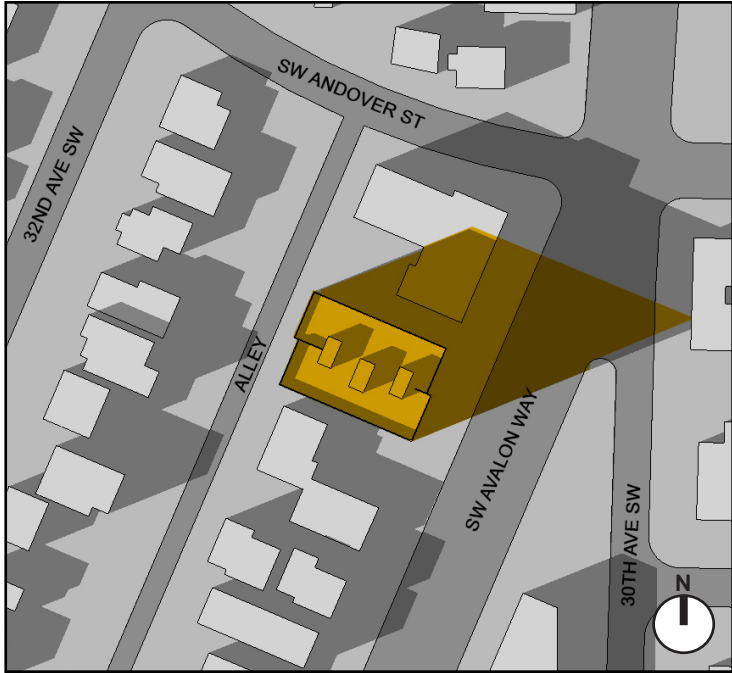 SW ANDOVER ST
32ND AVE SW
ALLEY
SW AVALON WAY
30TH AVE SW
N